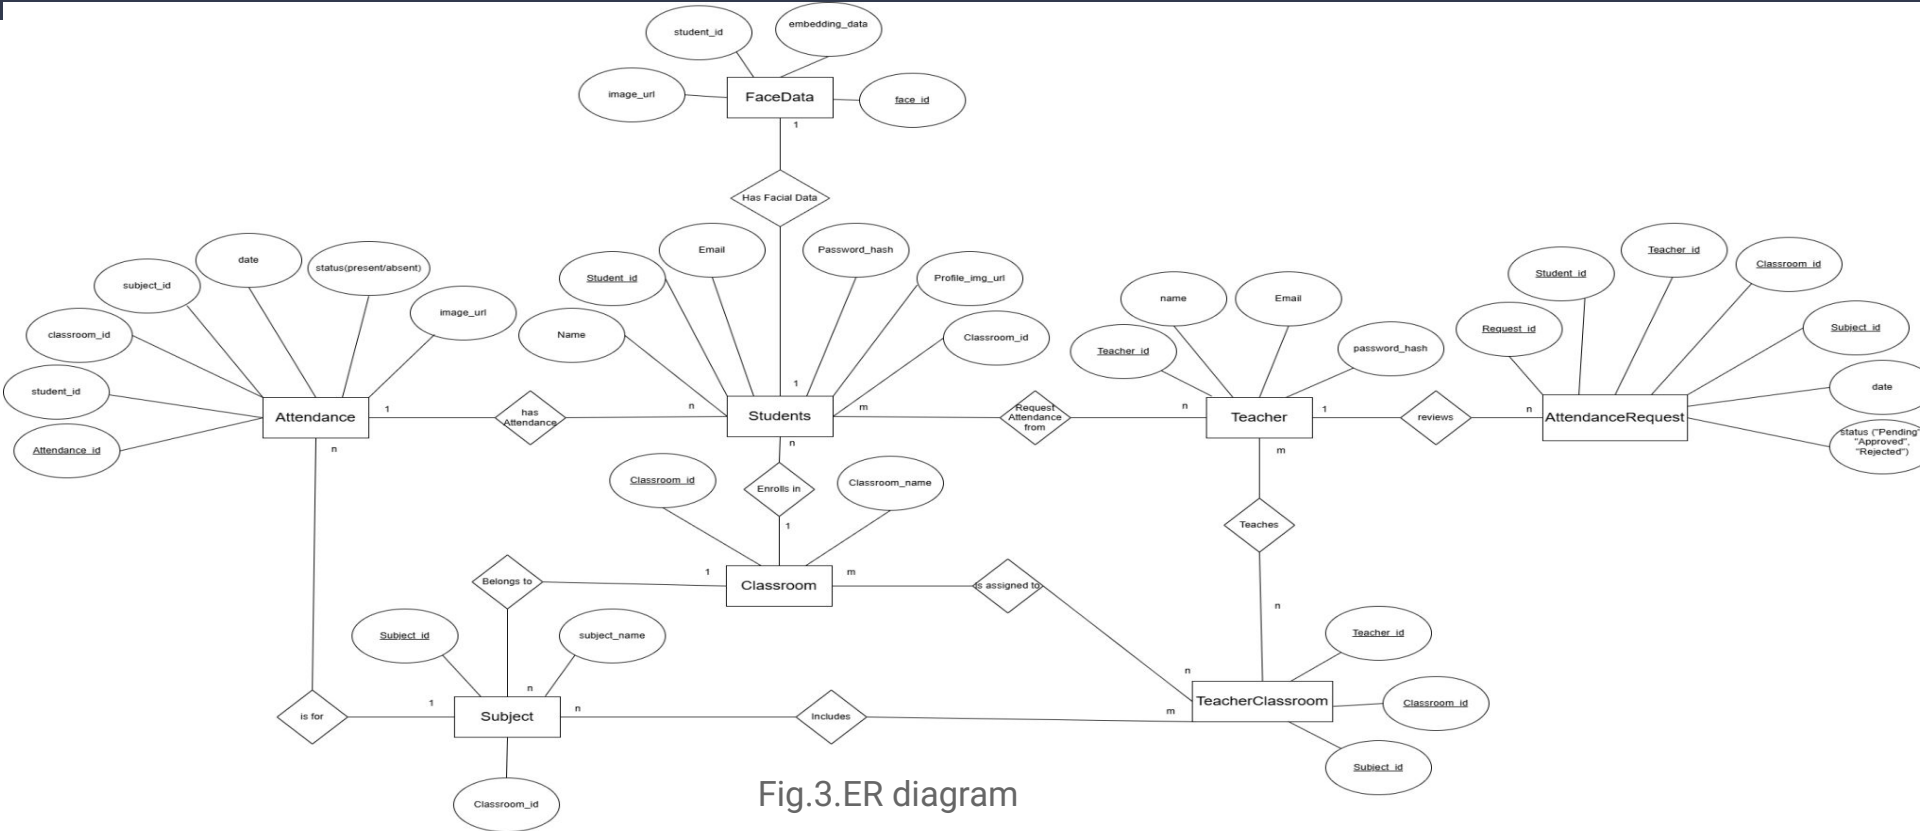 student_id
embedding_data
image_url
FaceData
face_id
1
Has Facial Data
Email
Password_hash
Student_id
Profile_img_url
Name
Classroom_id
1
date
status(present/absent)
subject_id
image_url
classroom_id
student_id
Attendance_id
Attendance
1
has
Attendance
n
Students
m
Request
Attendance
from
n
Teacher
1
reviews
n
AttendanceRequest
name
Email
Teacher_id
password_hash
Teacher_id
Student_id
Classroom_id
Request_id
Subject_id
date
status ("Pending"
"Approved",
"Rejected")
n
n
m
Enrolls in
Classroom_id
Classroom_name
1
Teaches
n
Belongs to
1
Classroom
m
is assigned to
n
Subject_id
subject_name
n
Teacher_id
is for
1
Subject
n
Includes
m
TeacherClassroom
Classroom_id
Subject_id
Classroom_id
Fig.3.ER diagram